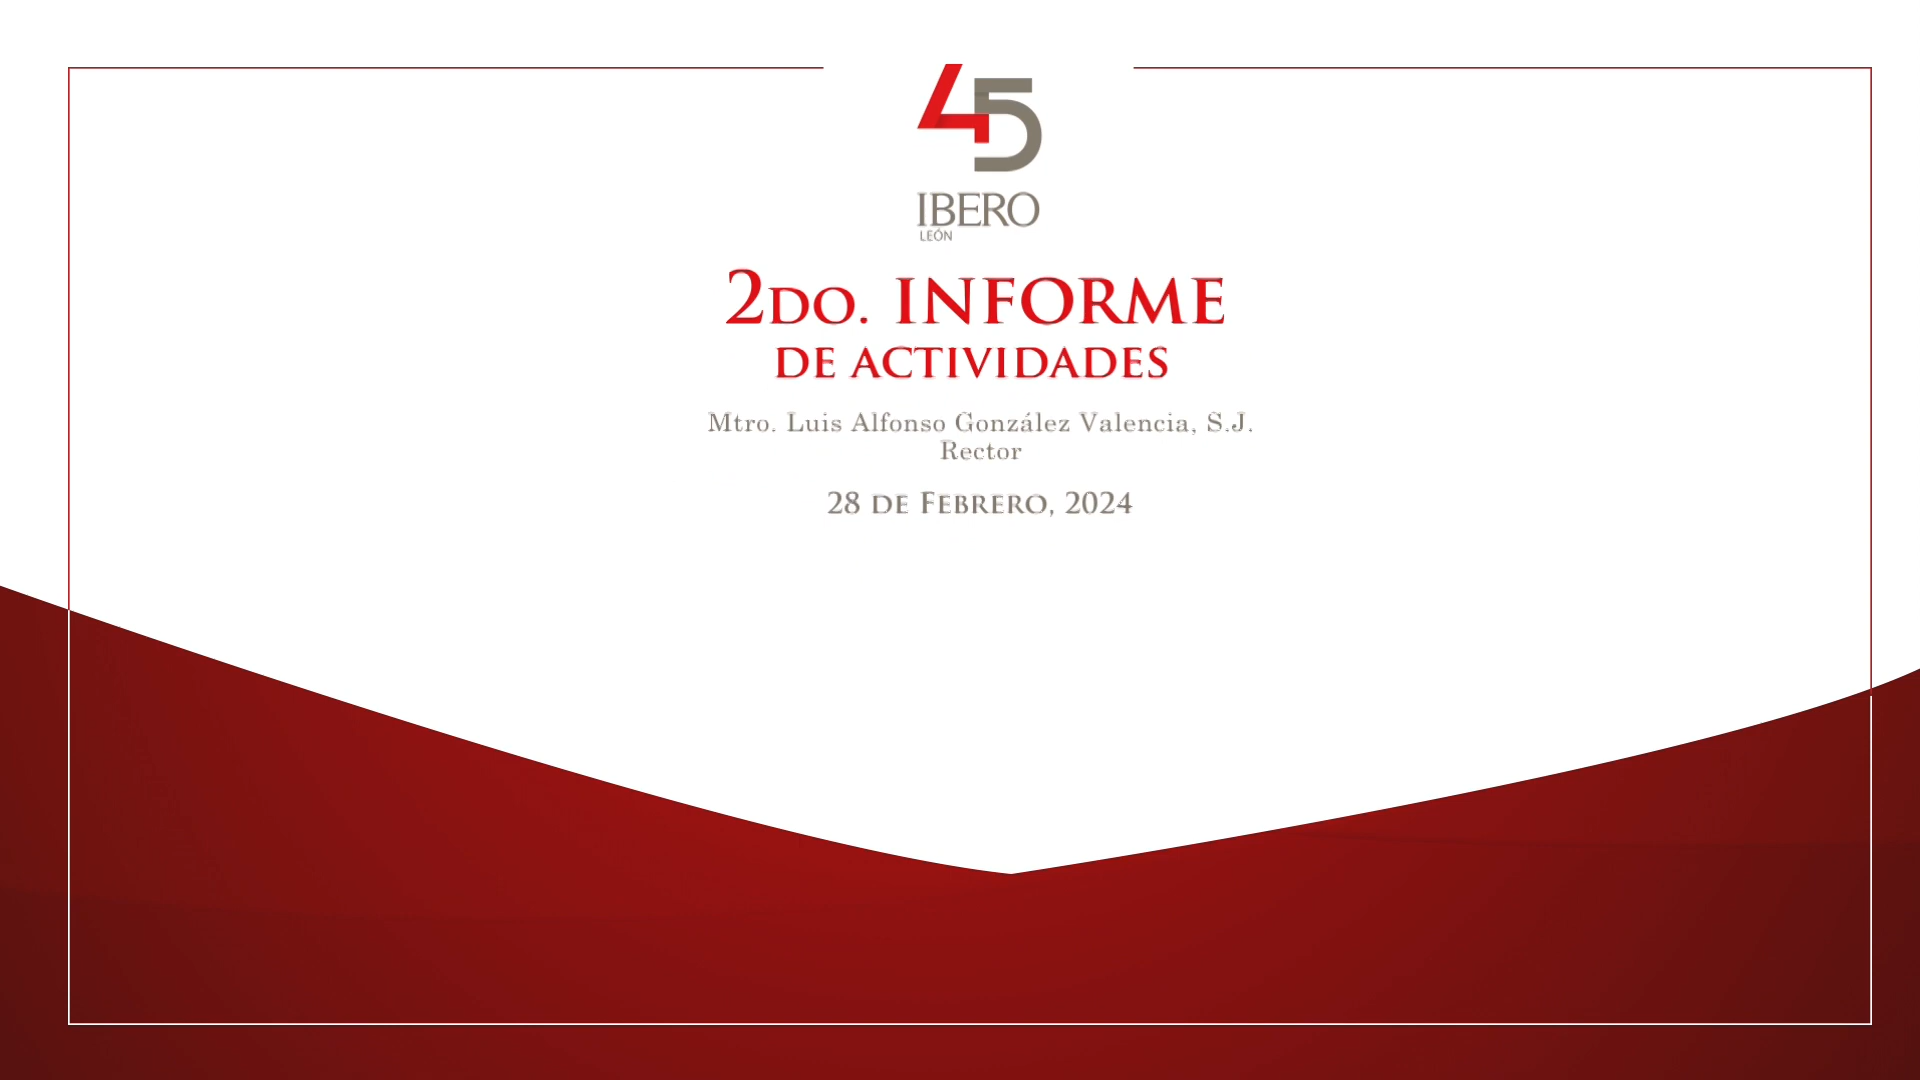 45
IBERO
LEÓN
2DO. INFORME
DE ACTIVIDADES
Mtro. Luis Alfonso González Valencia, S.J.
Rector
28 DE FEBRERO, 2024